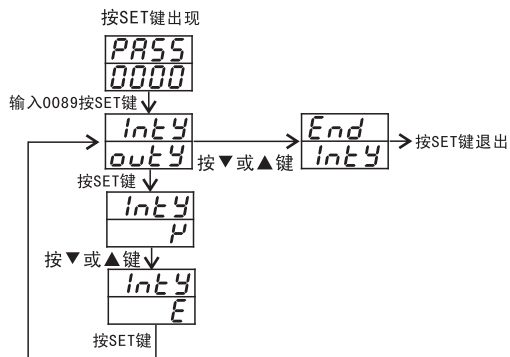 按SET键出现
PASS
0000
输入0089按SET键
IntY
outY
按▼或▲键
End
IntY
按SET键退出
按SET键
IntY
按▼或▲键
IntY
E
按SET键